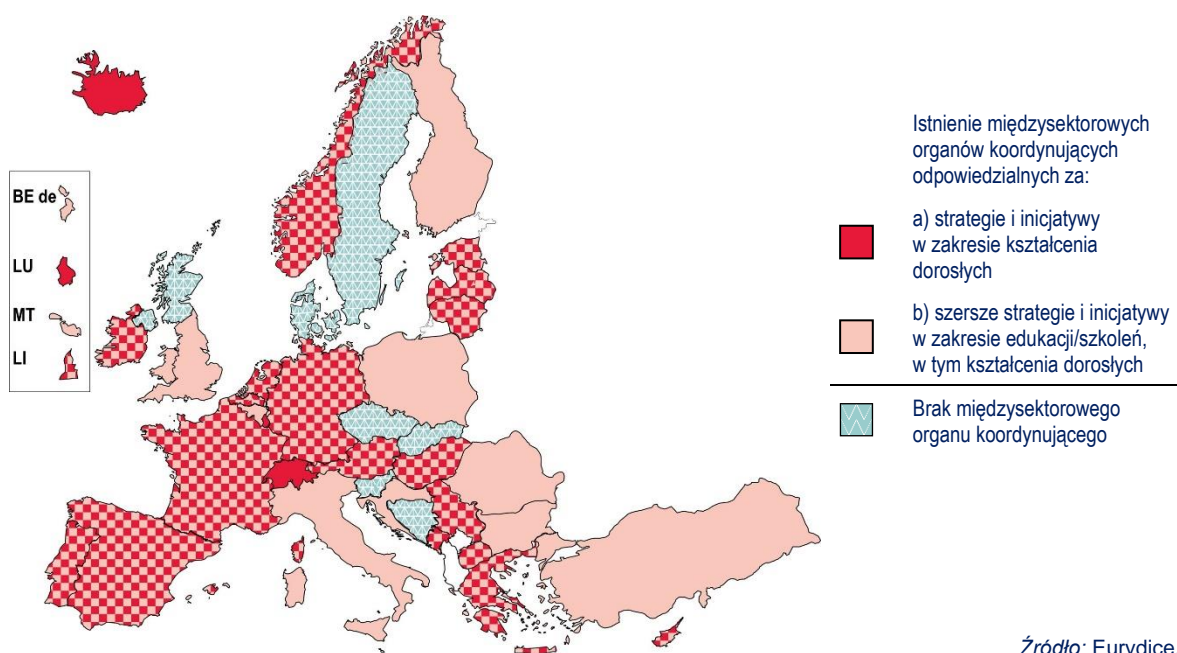 BE de
LU
MT
LI
Istnienie międzysektorowych
organów koordynujących
odpowiedzialnych za:
a) strategie i inicjatywy
w zakresie kształcenia
dorosłych
b) szersze strategie i inicjatywy
w zakresie edukacji/szkoleń,
w tym kształcenia dorosłych
Brak międzysektorowego
organu koordynującego
Źródło: Eurydice